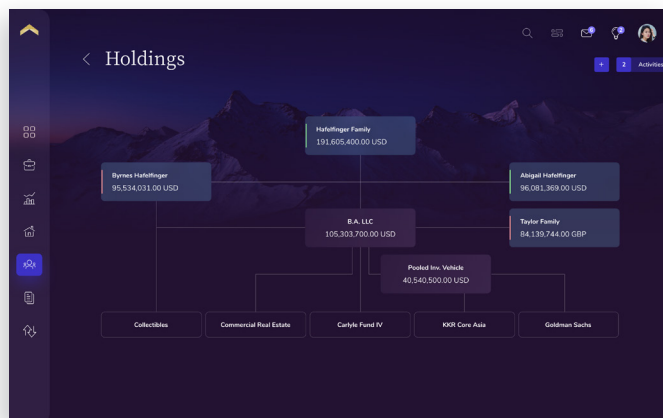 6
2
Holdings
+
2 Activities
Hafelfinger Family
191,605,400.00 USD
Byrnes Hafelfinger
95,534,031.00 USD
Abigail Hafelfinger
96,081,369.00 USD
B.A. LLC
105,303,700.00 USD
Taylor Family
84,139,744.00 GBP
Pooled Inv. Vehicle
40,540,500.00 USD
Collectibles
Commercial Real Estate
Carlyle Fund IV
KKR Core Asia
Goldman Sachs